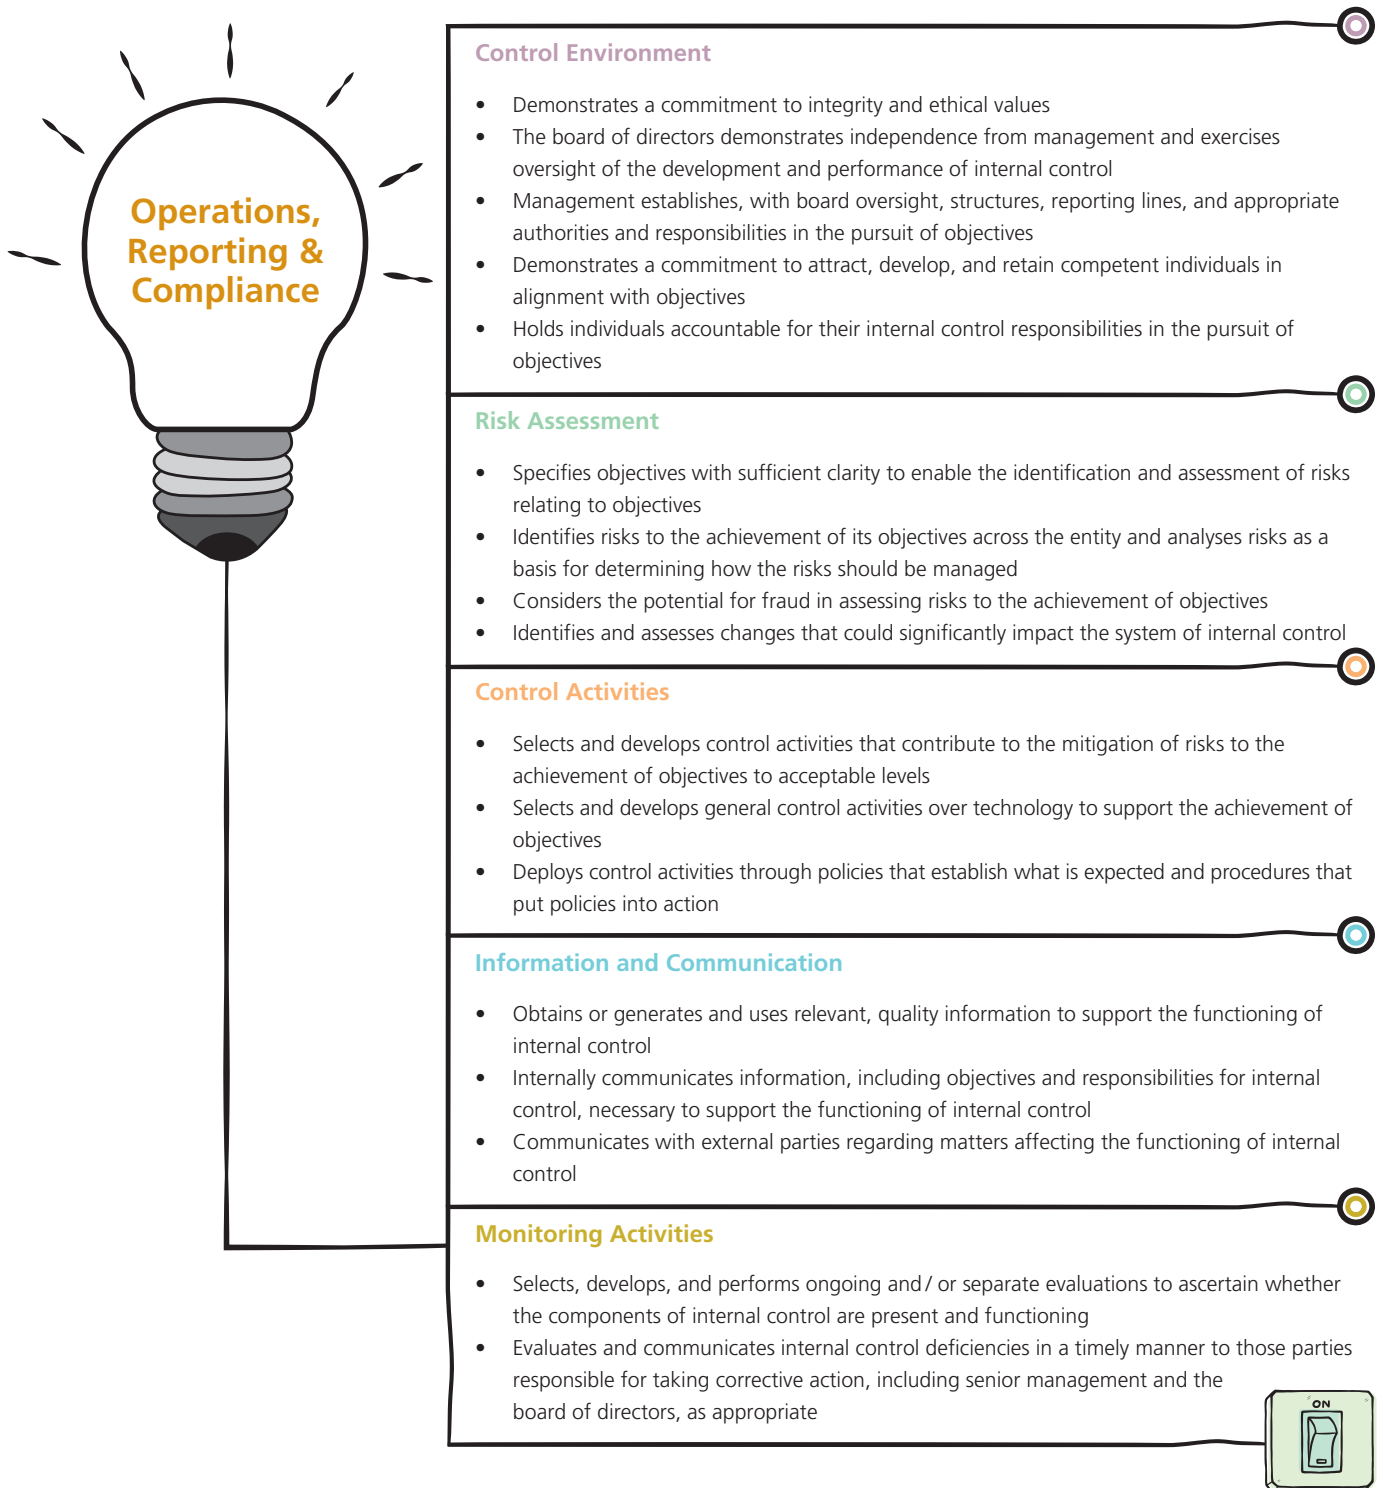 Operations,
Reporting &
Compliance
Control Environment
• Demonstrates a commitment to integrity and ethical values
• The board of directors demonstrates independence from management and exercises
oversight of the development and performance of internal control
• Management establishes, with board oversight, structures, reporting lines, and appropriate
authorities and responsibilities in the pursuit of objectives
• Demonstrates a commitment to attract, develop, and retain competent individuals in
alignment with objectives
• Holds individuals accountable for their internal control responsibilities in the pursuit of
objectives
Risk Assessment
• Specifies objectives with sufficient clarity to enable the identification and assessment of risks
relating to objectives
• Identifies risks to the achievement of its objectives across the entity and analyses risks as a
basis for determining how the risks should be managed
• Considers the potential for fraud in assessing risks to the achievement of objectives
• Identifies and assesses changes that could significantly impact the system of internal control
Control Activities
• Selects and develops control activities that contribute to the mitigation of risks to the
achievement of objectives to acceptable levels
• Selects and develops general control activities over technology to support the achievement of
objectives
• Deploys control activities through policies that establish what is expected and procedures that
put policies into action
Information and Communication
• Obtains or generates and uses relevant, quality information to support the functioning of
internal control
• Internally communicates information, including objectives and responsibilities for internal
control, necessary to support the functioning of internal control
• Communicates with external parties regarding matters affecting the functioning of internal
control
Monitoring Activities
• Selects, develops, and performs ongoing and/ or separate evaluations to ascertain whether
the components of internal control are present and functioning
• Evaluates and communicates internal control deficiencies in a timely manner to those parties
responsible for taking corrective action, including senior management and the
board of directors, as appropriate
ON